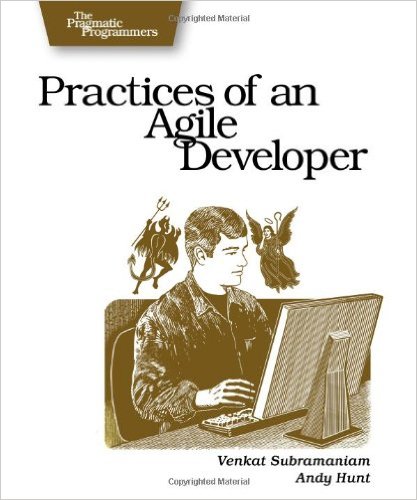 Copyrighted Material
The
Pragmatic
Programmers
Practices of an
Agile
Developer
Venkat Subramaniam
Andy Hunt
Copyrighted Material